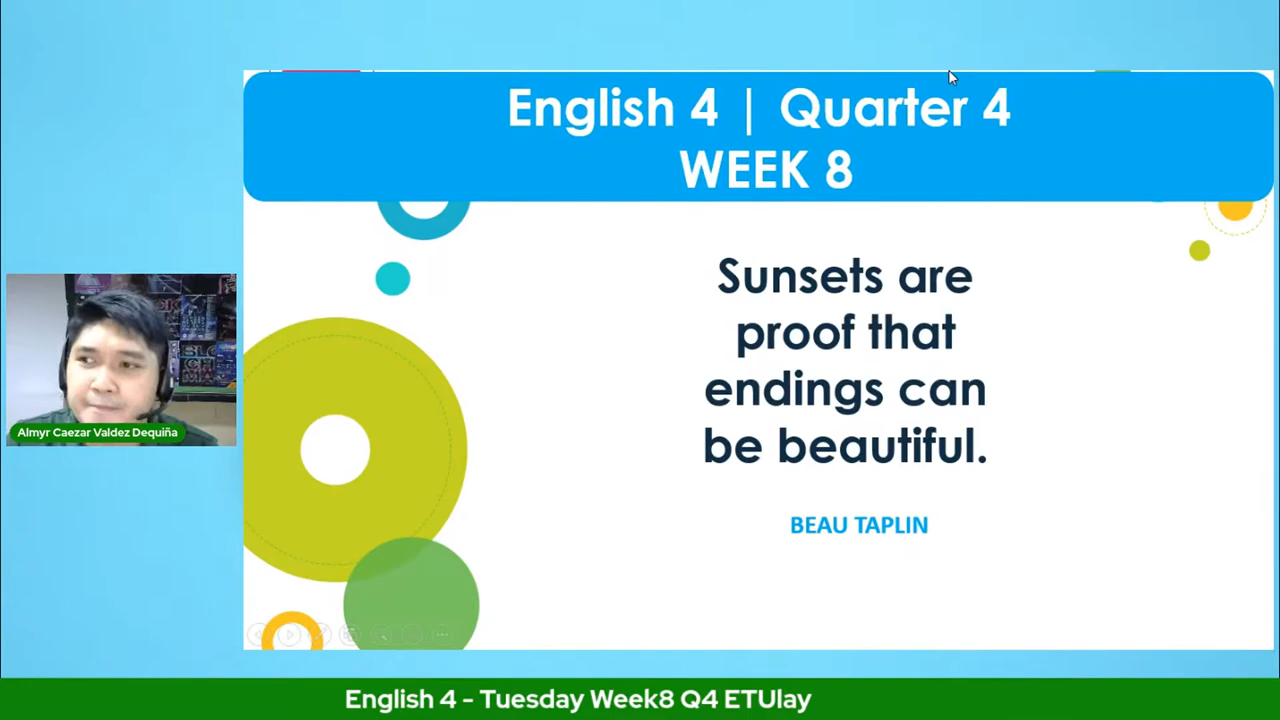 English 4 | Quarter 4
WEEK 8
Sunsets are
proof that
endings can
be beautiful.
BEAU TAPLIN
Almyr Caezar Valdez Dequiña
English 4 - Tuesday Week8 Q4 ETUlay